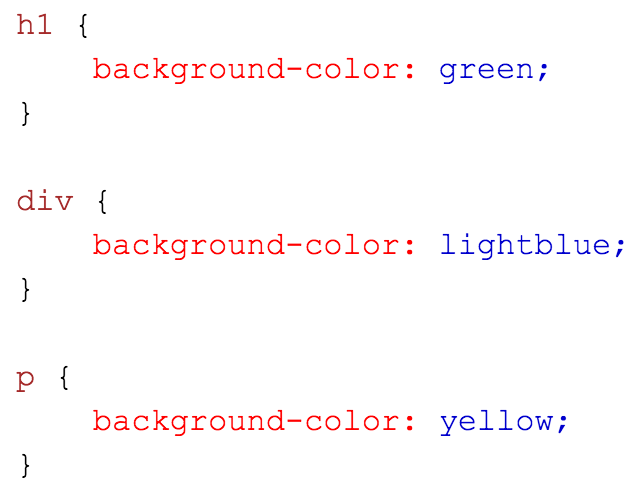 h1 {
    background-color: green;
}

div {
    background-color: lightblue;
}

p {
    background-color: yellow;
}